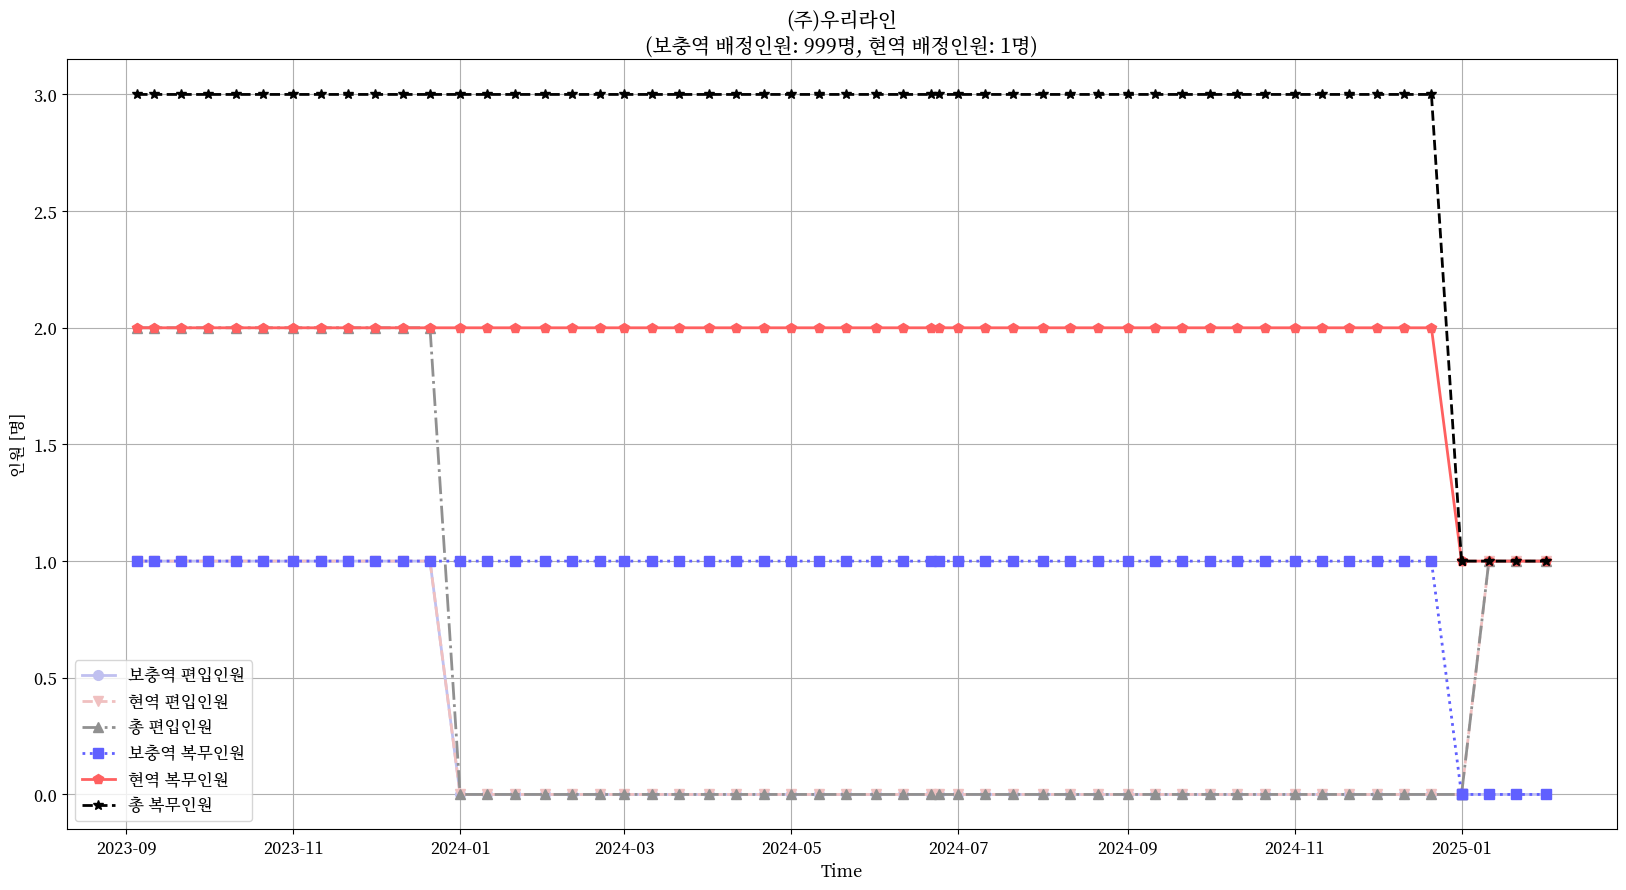 (주)우리라인
(보충역 배정인원: 999명, 현역 배정인원: 1명)
인원 [명]
3.0
2.5
2.0
1.5
1.0
0.5
0.0
보충역 편입인원
현역 편입인원
총 편입인원
보충역 복무인원
현역 복무인원
총 복무인원
2023-09 2023-11 2024-01 2024-03 2024-05 2024-07 2024-09 2024-11 2025-01
Time